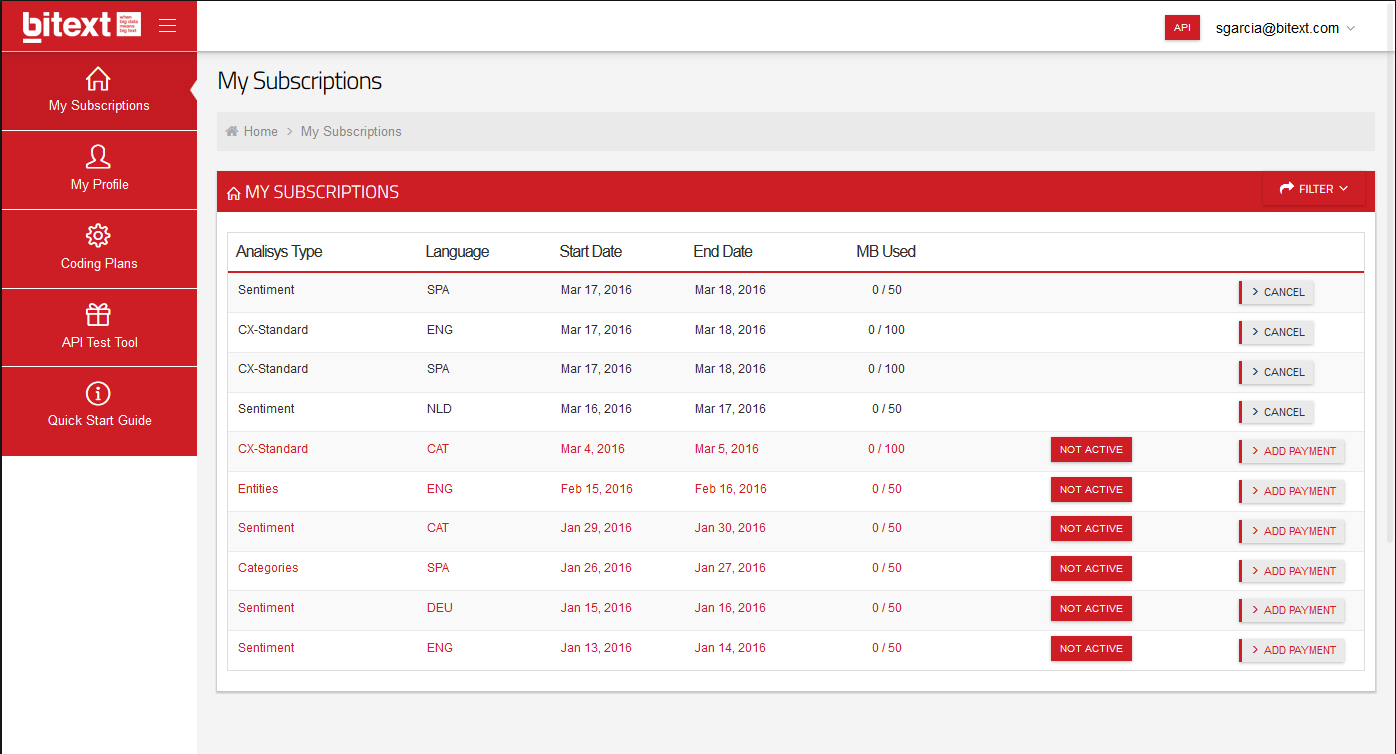 bitext when big data means big text
API sgarcia@bitext.com
My Subscriptions
My Profile
Coding Plans
API Test Tool
Quick Start Guide
My Subscriptions
Home > My Subscriptions
MY SUBSCRIPTIONS FILTER
Analisys Type Language Start Date End Date MB Used
Sentiment SPA Mar 17, 2016 Mar 18, 2016 0 / 50 > CANCEL
CX-Standard ENG Mar 17, 2016 Mar 18, 2016 0 / 100 > CANCEL
CX-Standard SPA Mar 17, 2016 Mar 18, 2016 0 / 100 > CANCEL
Sentiment NLD Mar 16, 2016 Mar 17, 2016 0 / 50 > CANCEL
CX-Standard CAT Mar 4, 2016 Mar 5, 2016 0 / 100 NOT ACTIVE > ADD PAYMENT
Entities ENG Feb 15, 2016 Feb 16, 2016 0 / 50 NOT ACTIVE > ADD PAYMENT
Sentiment CAT Jan 29, 2016 Jan 30, 2016 0 / 50 NOT ACTIVE > ADD PAYMENT
Categories SPA Jan 26, 2016 Jan 27, 2016 0 / 50 NOT ACTIVE > ADD PAYMENT
Sentiment DEU Jan 15, 2016 Jan 16, 2016 0 / 50 NOT ACTIVE > ADD PAYMENT
Sentiment ENG Jan 13, 2016 Jan 14, 2016 0 / 50 NOT ACTIVE > ADD PAYMENT